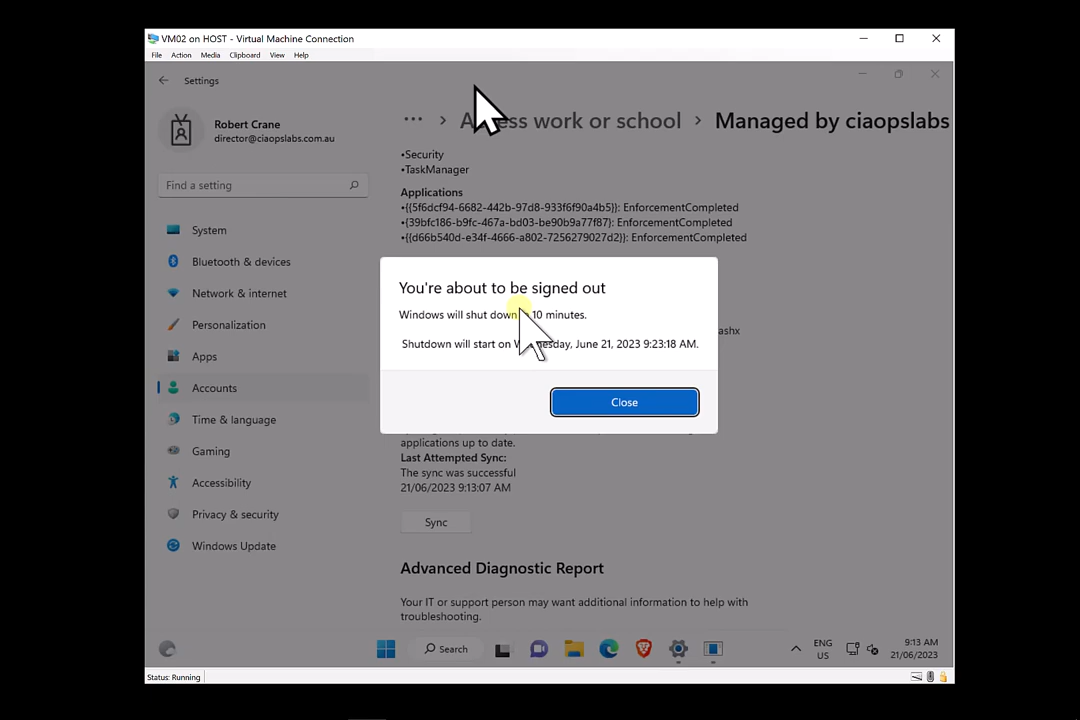 VM02 on HOST - Virtual Machine Connection
File Action Media Clipboard View Help
Settings
Robert Crane
director@ciaopslabs.com.au
Find a setting
System
Bluetooth & devices
Network & internet
Personalization
Apps
Accounts
Time & language
Gaming
Accessibility
Privacy & security
Windows Update
... > Access work or school > Managed by ciaopslabs
•Security
•TaskManager
Applications
•{{5f6dcf94-6682-442b-97d8-933f6f90a4b5}}: EnforcementCompleted
•{39bfc186-b9fc-467a-bd03-be90b9a77f87}: EnforcementCompleted
•{{d66b540d-e34f-4666-a802-7256279027d2}}: EnforcementCompleted
You're about to be signed out
Windows will shut down 10 minutes.
Shutdown will start on Wednesday, June 21, 2023 9:23:18 AM.
Close
ashx
applications up to date.
Last Attempted Sync:
The sync was successful
21/06/2023 9:13:07 AM
Sync
Advanced Diagnostic Report
Your IT or support person may want additional information to help with
troubleshooting.
Search
ENG
US
9:13 AM
21/06/2023
Status: Running